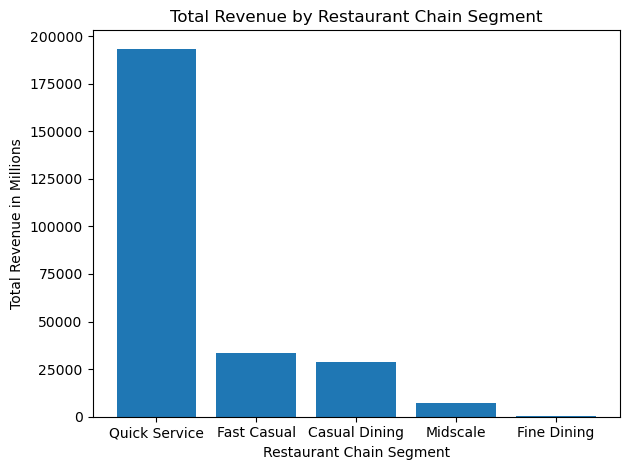 Total Revenue by Restaurant Chain Segment
Total Revenue in Millions
200000
175000
150000
125000
100000
75000
50000
25000
0
Quick Service
Fast Casual
Casual Dining
Midscale
Fine Dining
Restaurant Chain Segment